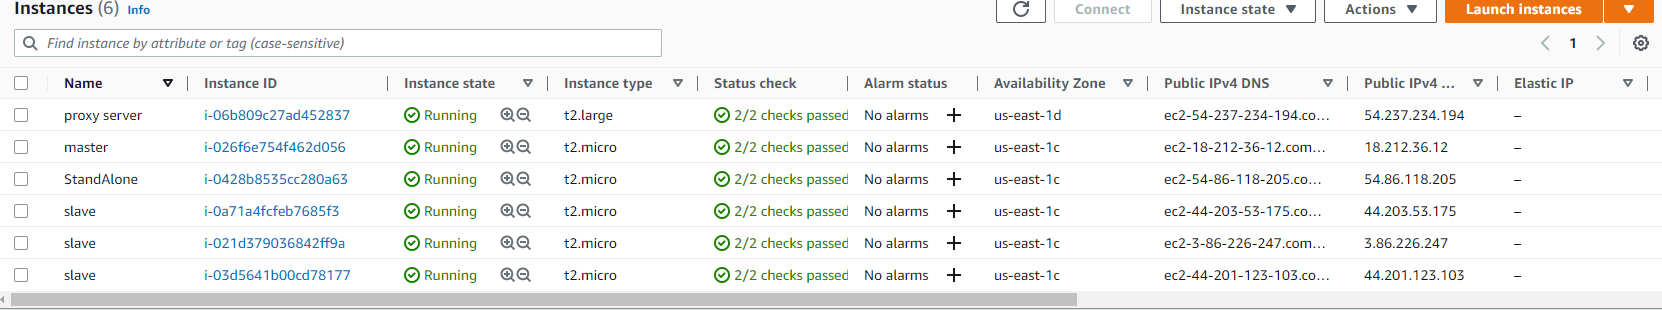 Instances (6) Info Connect Instance state Actions Launch instances
Find instance by attribute or tag (case-sensitive) 1
Name Instance ID Instance state Instance type Status check Alarm status Availability Zone Public IPv4 DNS Public IPv4 ... Elastic IP
proxy server i-06b809c27ad452837 Running t2.large 2/2 checks passed No alarms + us-east-1d ec2-54-237-234-194.co... 54.237.234.194 –
master i-026f6e754f462d056 Running t2.micro 2/2 checks passed No alarms + us-east-1c ec2-18-212-36-12.com... 18.212.36.12 –
StandAlone i-0428b8535cc280a63 Running t2.micro 2/2 checks passed No alarms + us-east-1c ec2-54-86-118-205.co... 54.86.118.205 –
slave i-0a71a4fcfeb7685f3 Running t2.micro 2/2 checks passed No alarms + us-east-1c ec2-44-203-53-175.co... 44.203.53.175 –
slave i-021d379036842ff9a Running t2.micro 2/2 checks passed No alarms + us-east-1c ec2-3-86-226-247.com... 3.86.226.247 –
slave i-03d5641b00cd78177 Running t2.micro 2/2 checks passed No alarms + us-east-1c ec2-44-201-123-103.co... 44.201.123.103 –